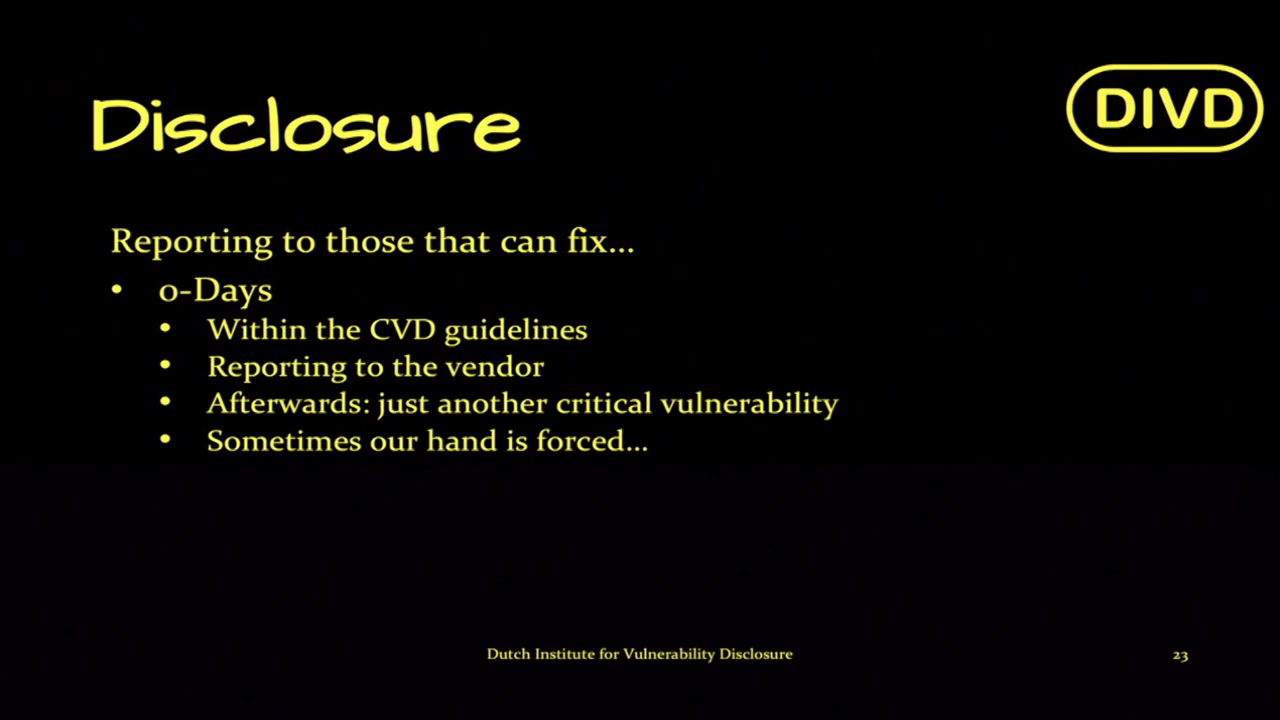 Disclosure
DIVD
Reporting to those that can fix...
• 0-Days
• Within the CVD guidelines
• Reporting to the vendor
• Afterwards: just another critical vulnerability
• Sometimes our hand is forced...
Dutch Institute for Vulnerability Disclosure
23